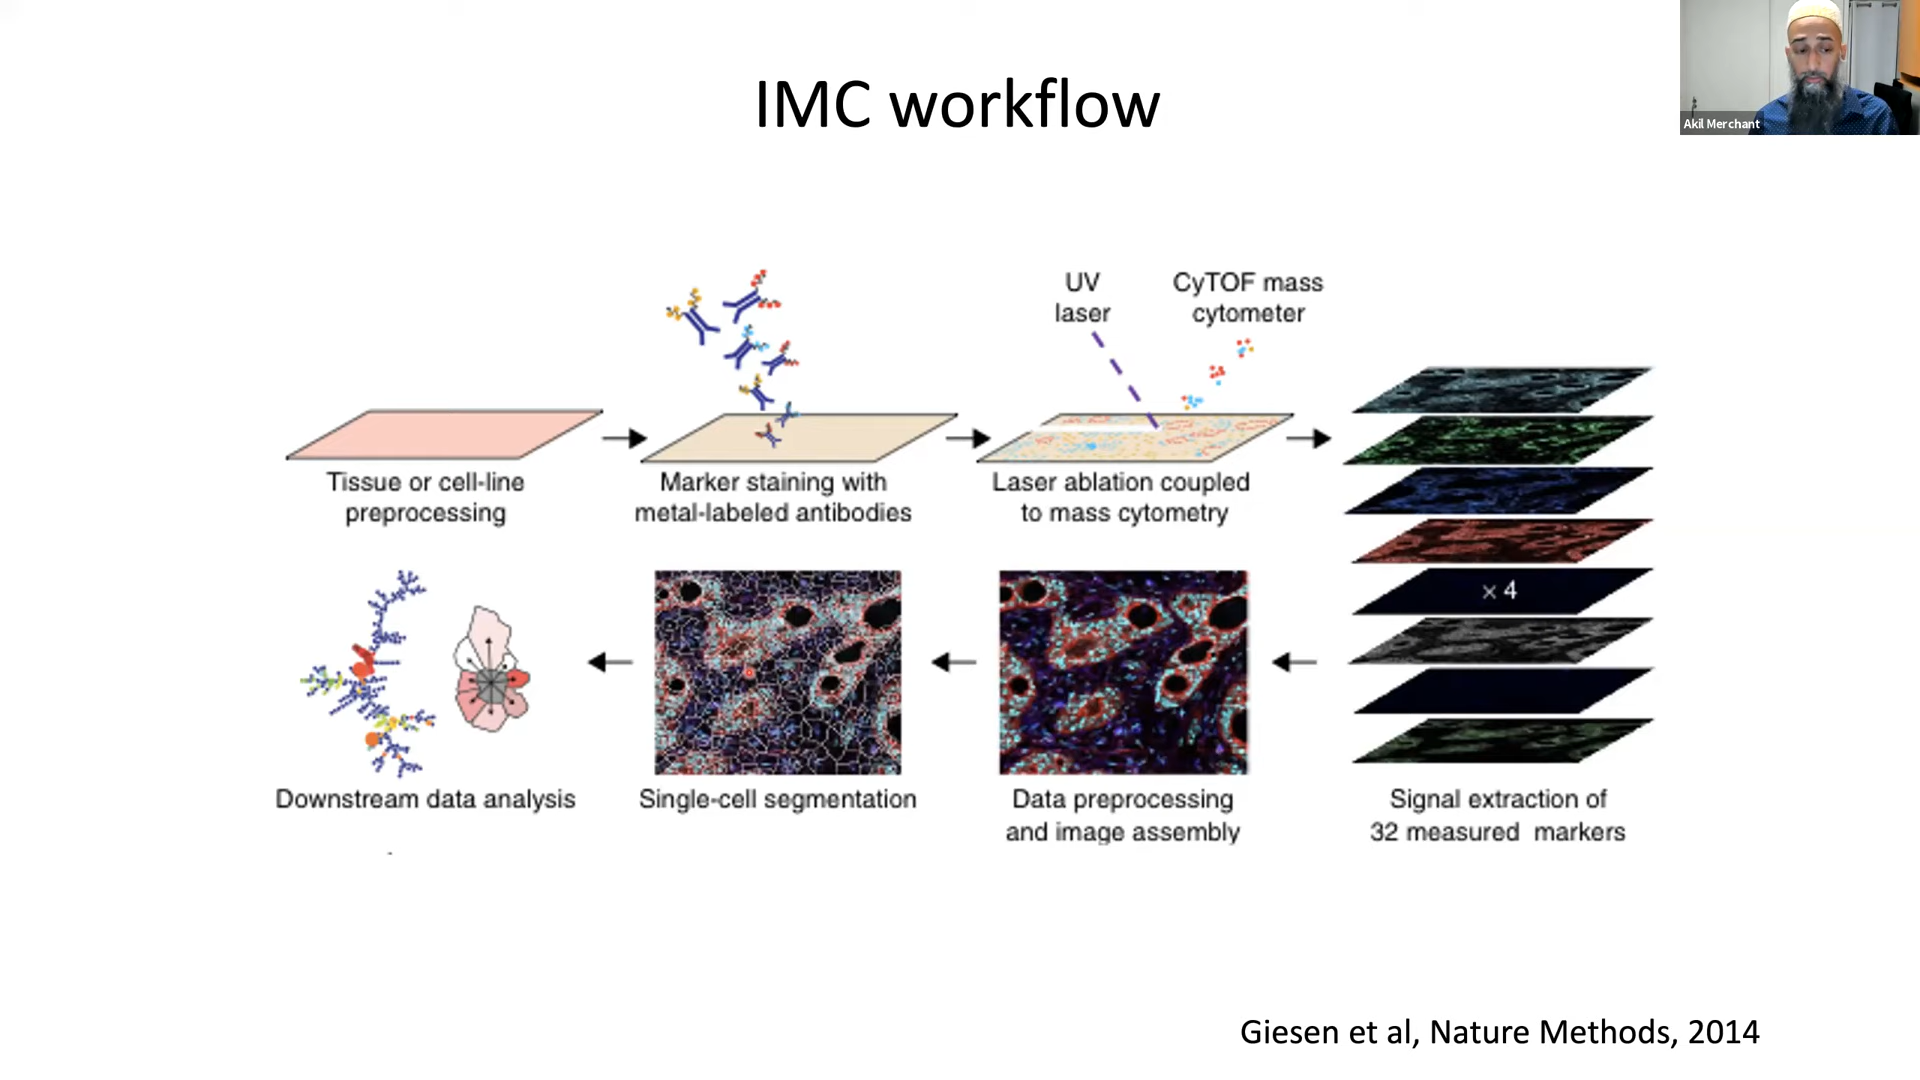 IMC workflow
Akil Merchant
UV
laser
CyTOF mass
cytometer
Tissue or cell-line
preprocessing
Marker staining with
metal-labeled antibodies
Laser ablation coupled
to mass cytometry
× 4
Downstream data analysis
Single-cell segmentation
Data preprocessing
and image assembly
Signal extraction of
32 measured markers
Giesen et al, Nature Methods, 2014